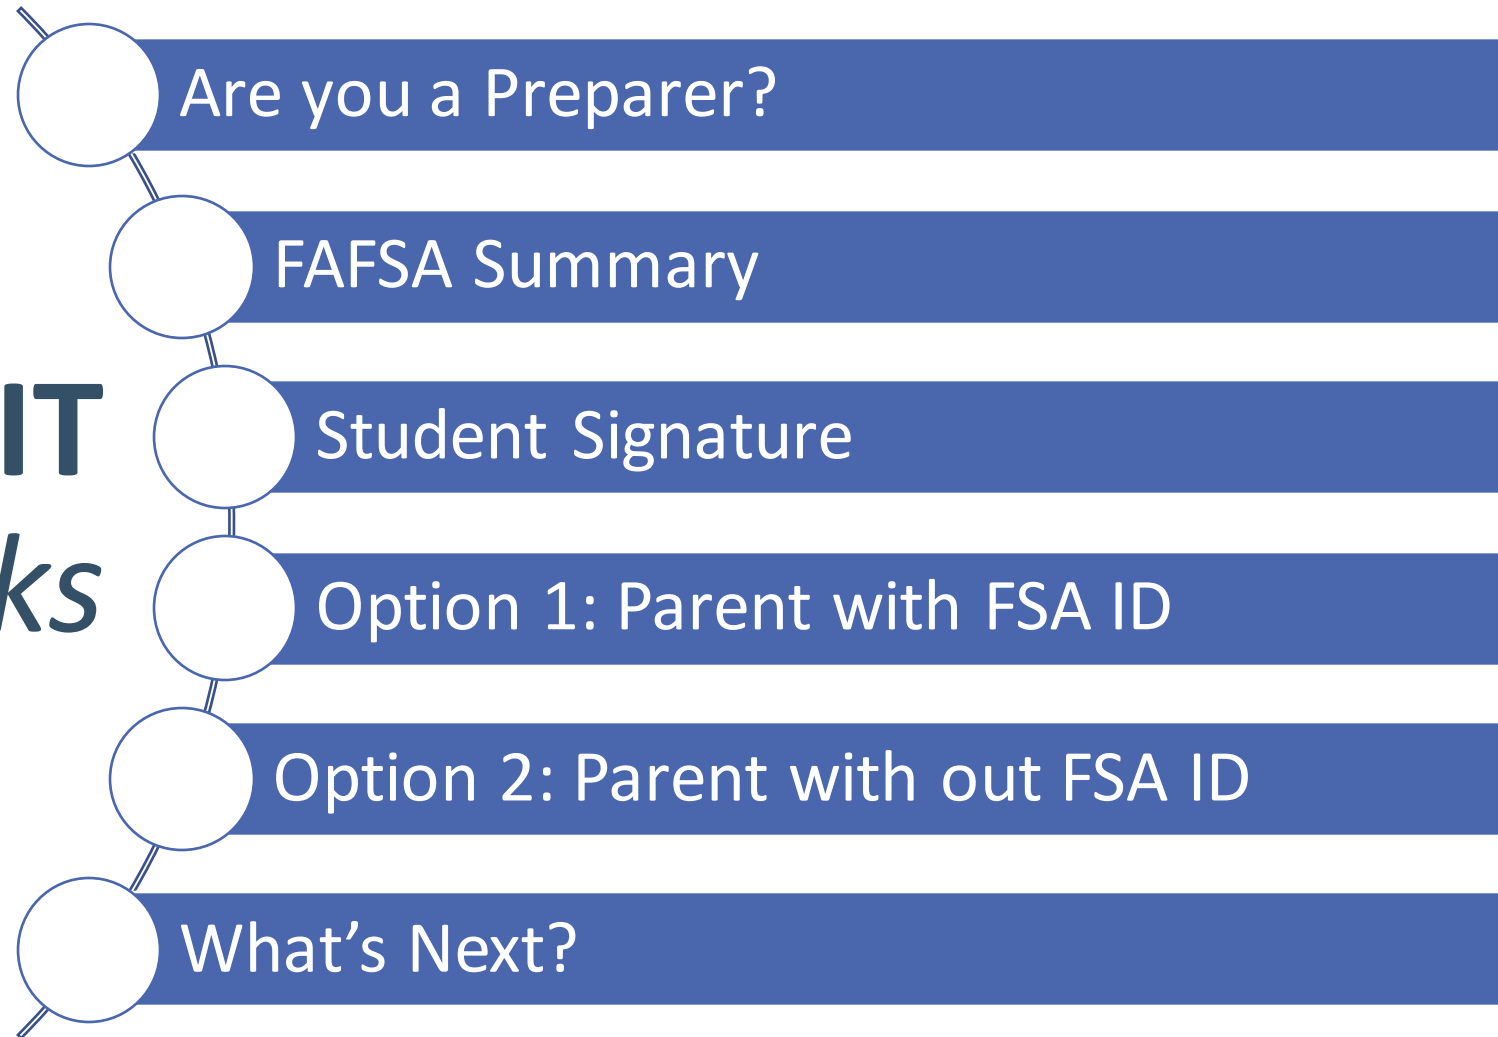 Are you a Preparer?
FAFSA Summary
IT
Student Signature
ks
Option 1: Parent with FSA ID
Option 2: Parent with out FSA ID
What’s Next?